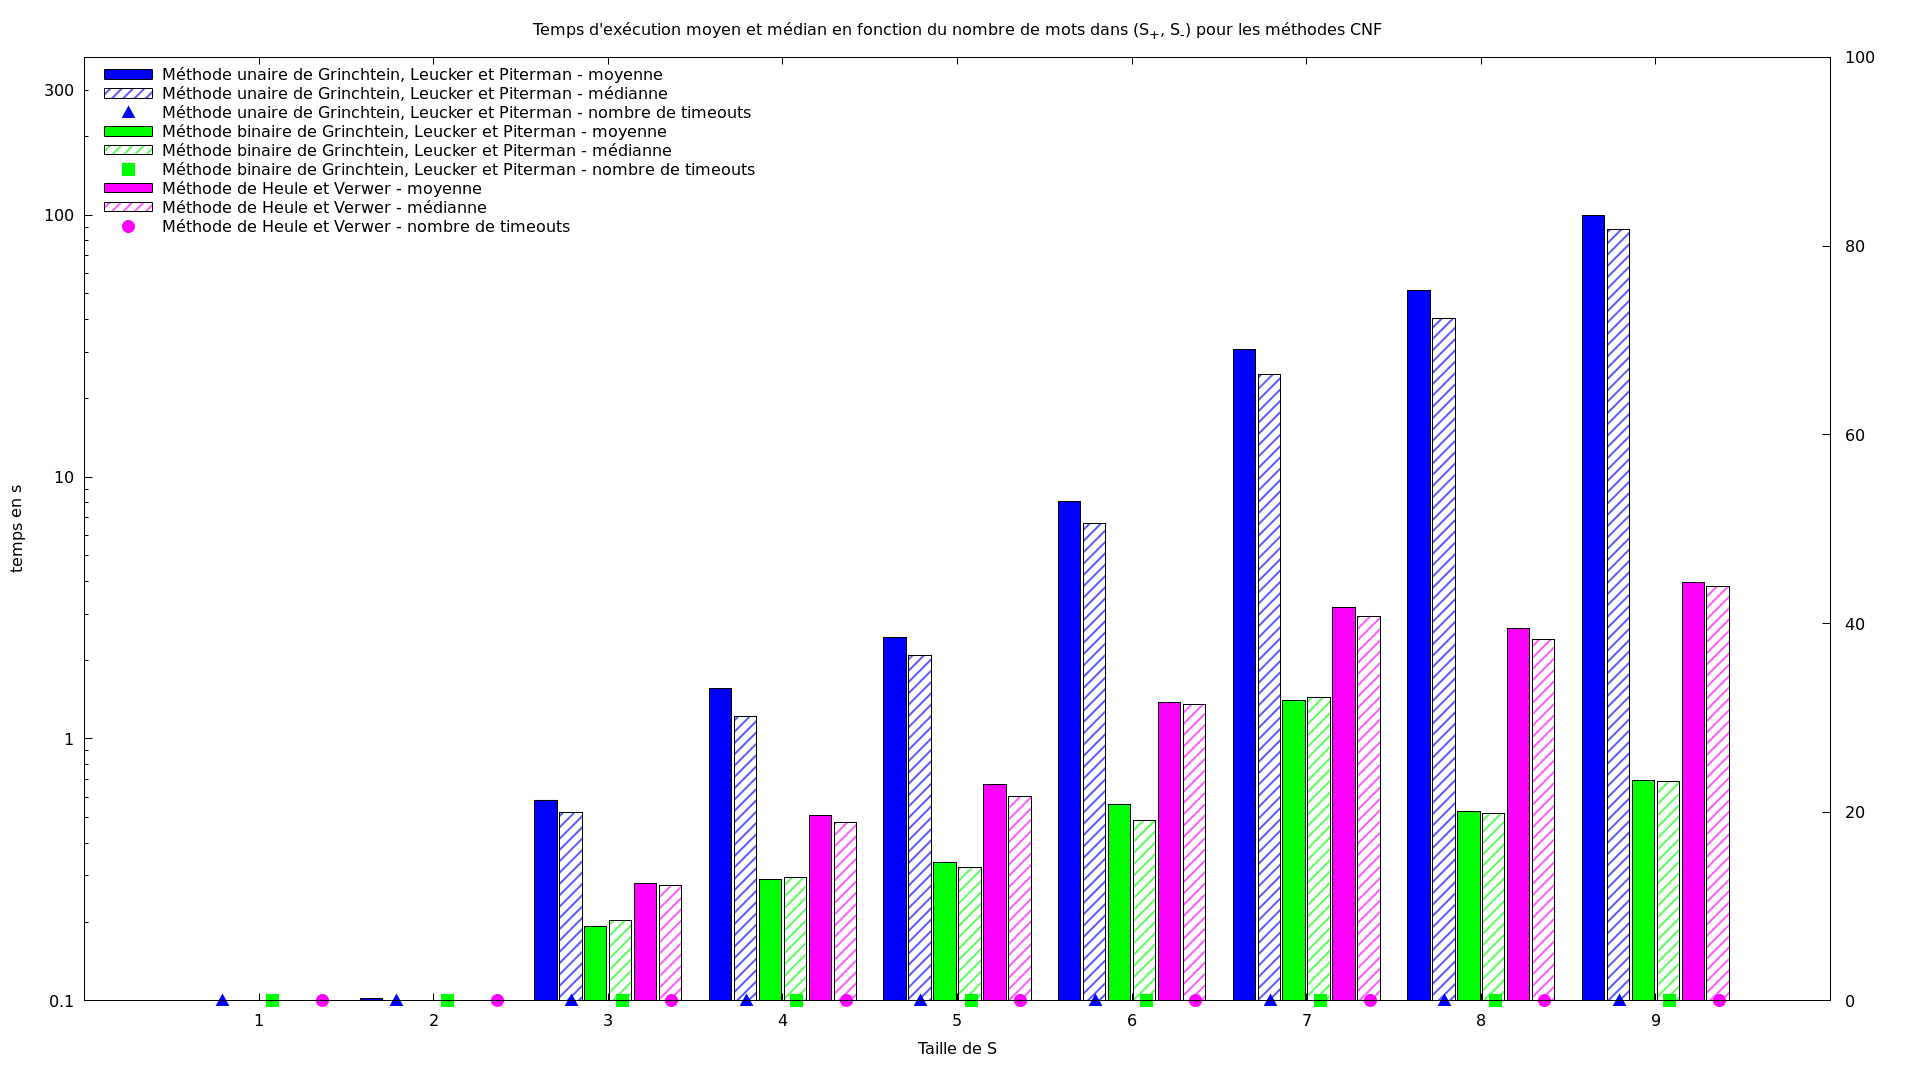 Temps d'exécution moyen et médian en fonction du nombre de mots dans (S+, S-) pour les méthodes CNF
Méthode unaire de Grinchtein, Leucker et Piterman - moyenne
Méthode unaire de Grinchtein, Leucker et Piterman - médianne
Méthode unaire de Grinchtein, Leucker et Piterman - nombre de timeouts
Méthode binaire de Grinchtein, Leucker et Piterman - moyenne
Méthode binaire de Grinchtein, Leucker et Piterman - médianne
Méthode binaire de Grinchtein, Leucker et Piterman - nombre de timeouts
Méthode de Heule et Verwer - moyenne
Méthode de Heule et Verwer - médianne
Méthode de Heule et Verwer - nombre de timeouts
300
100
10
1
0.1
temps en s
100
80
60
40
20
0
1 2 3 4 5 6 7 8 9
Taille de S